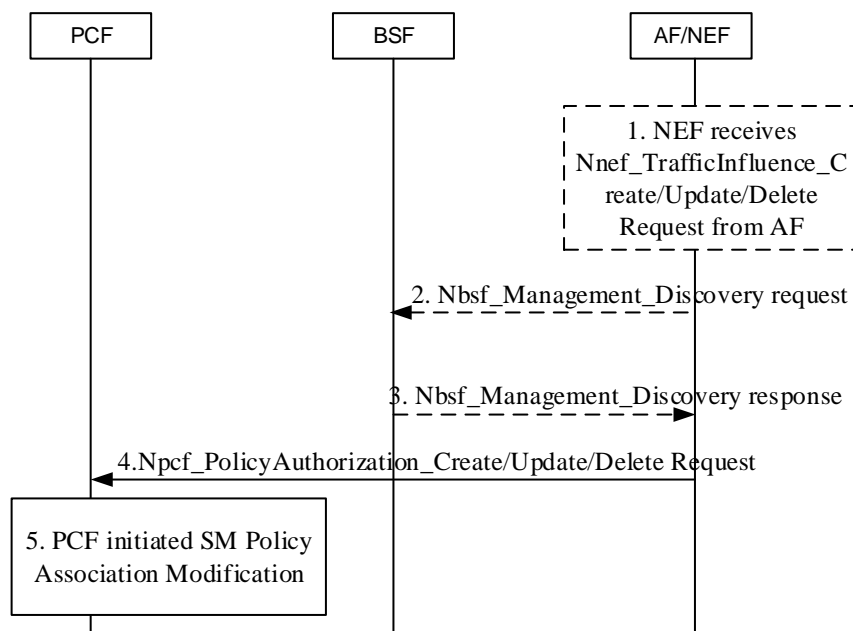 PCF
BSF
AF/NEF
1. NEF receives
Nnef_TrafficInfluence_C
reate/Update/Delete
Request from AF
2. Nbsf_Management_Discovery request
3. Nbsf_Management_Discovery response
4.Npcf_PolicyAuthorization_Create/Update/Delete Request
5. PCF initiated SM Policy
Association Modification